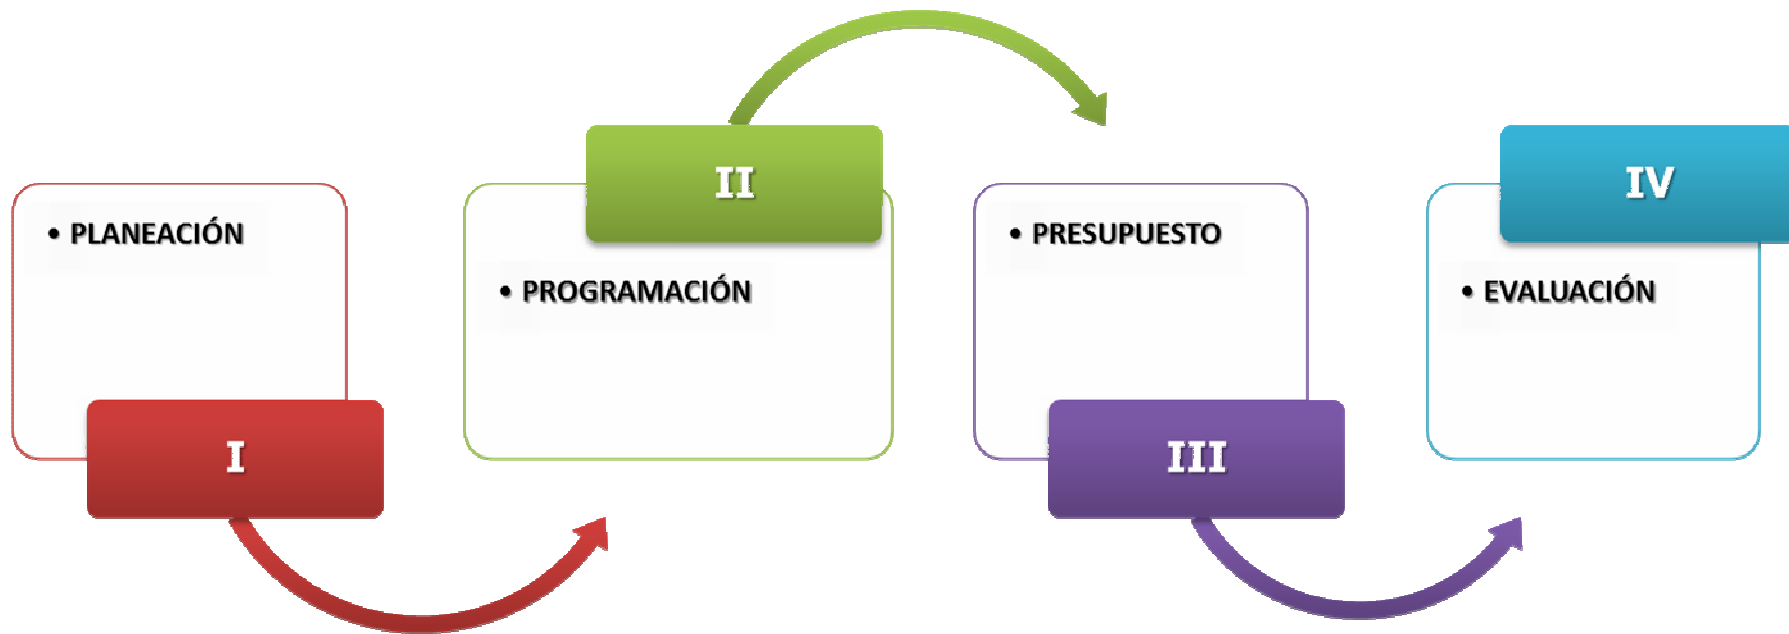 • PLANEACIÓN
I
II
• PROGRAMACIÓN
• PRESUPUESTO
III
IV
• EVALUACIÓN